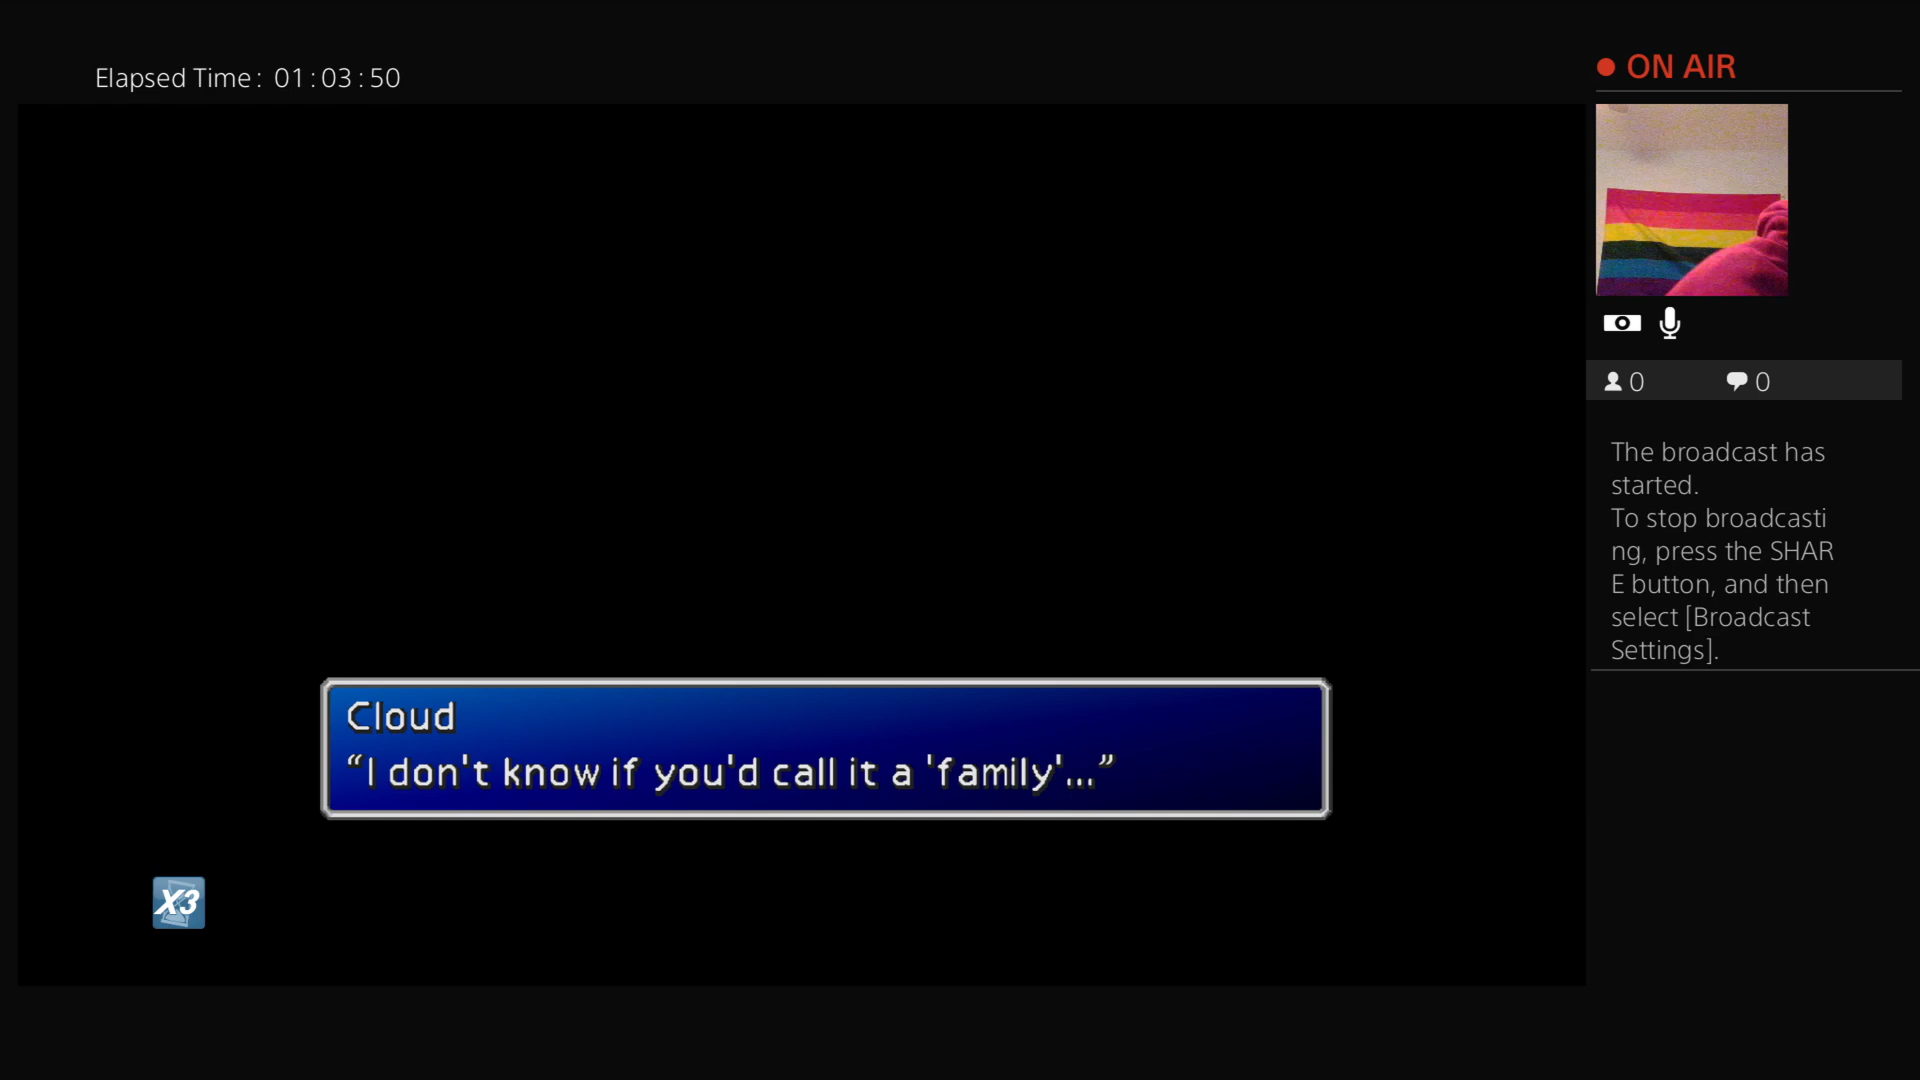 Elapsed Time: 01:03:50
ON AIR
0 0
The broadcast has
started.
To stop broadcasti
ng, press the SHAR
E button, and then
select [Broadcast
Settings].
Cloud
“I don't know if you'd call it a 'family'...”
X3